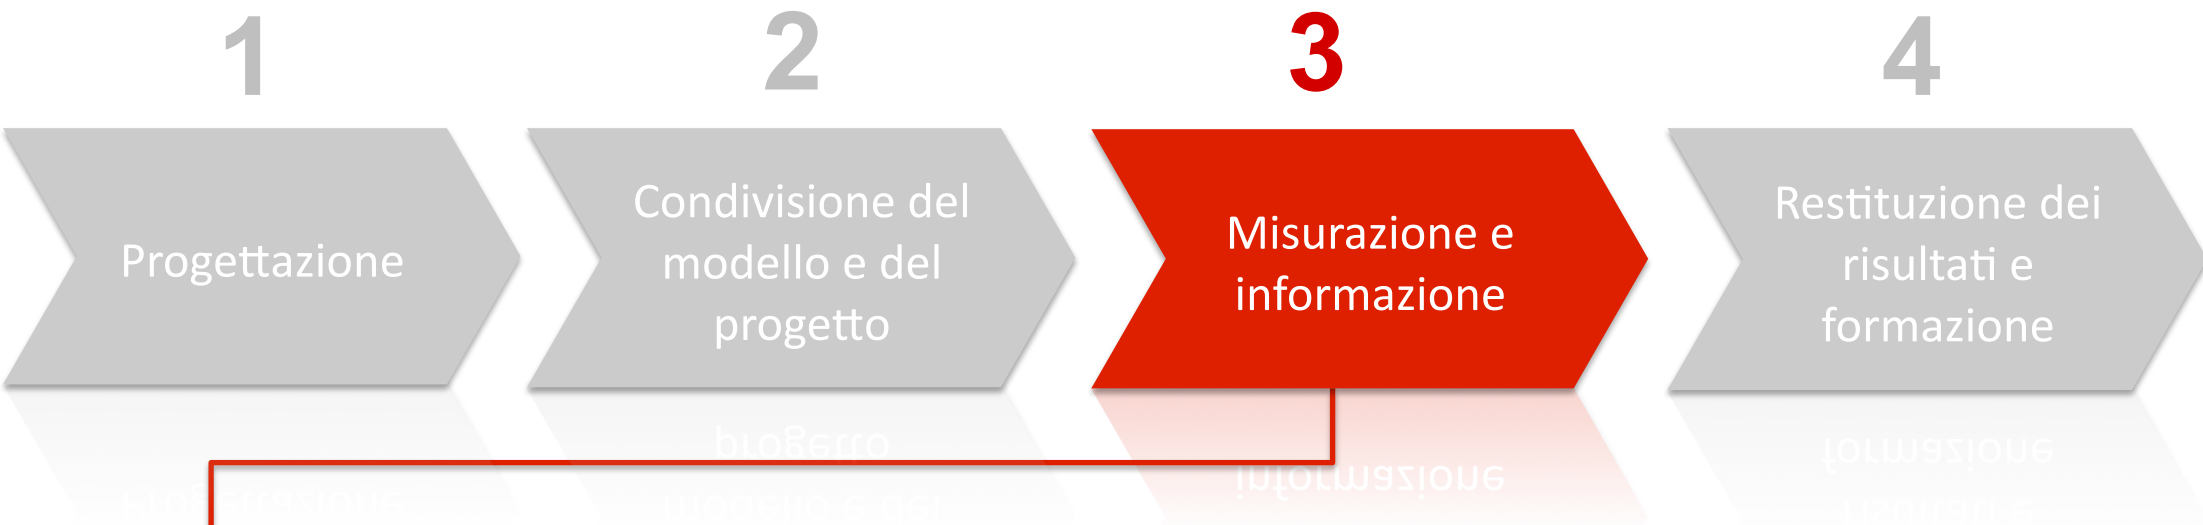 1
2
3
4
Progettazione
Condivisione del
modello e del
progetto
Misurazione e
informazione
Restituzione dei
risultati e
formazione